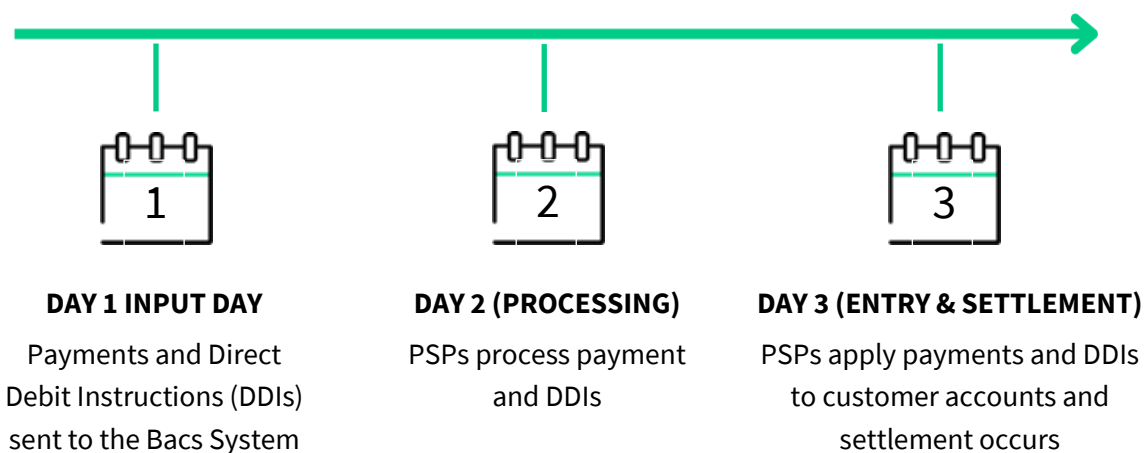 1
2
3
DAY 1 INPUT DAY
Payments and Direct
Debit Instructions (DDIs)
sent to the Bacs System
DAY 2 (PROCESSING)
PSPs process payment
and DDIs
DAY 3 (ENTRY & SETTLEMENT)
PSPs apply payments and DDIs
to customer accounts and
settlement occurs